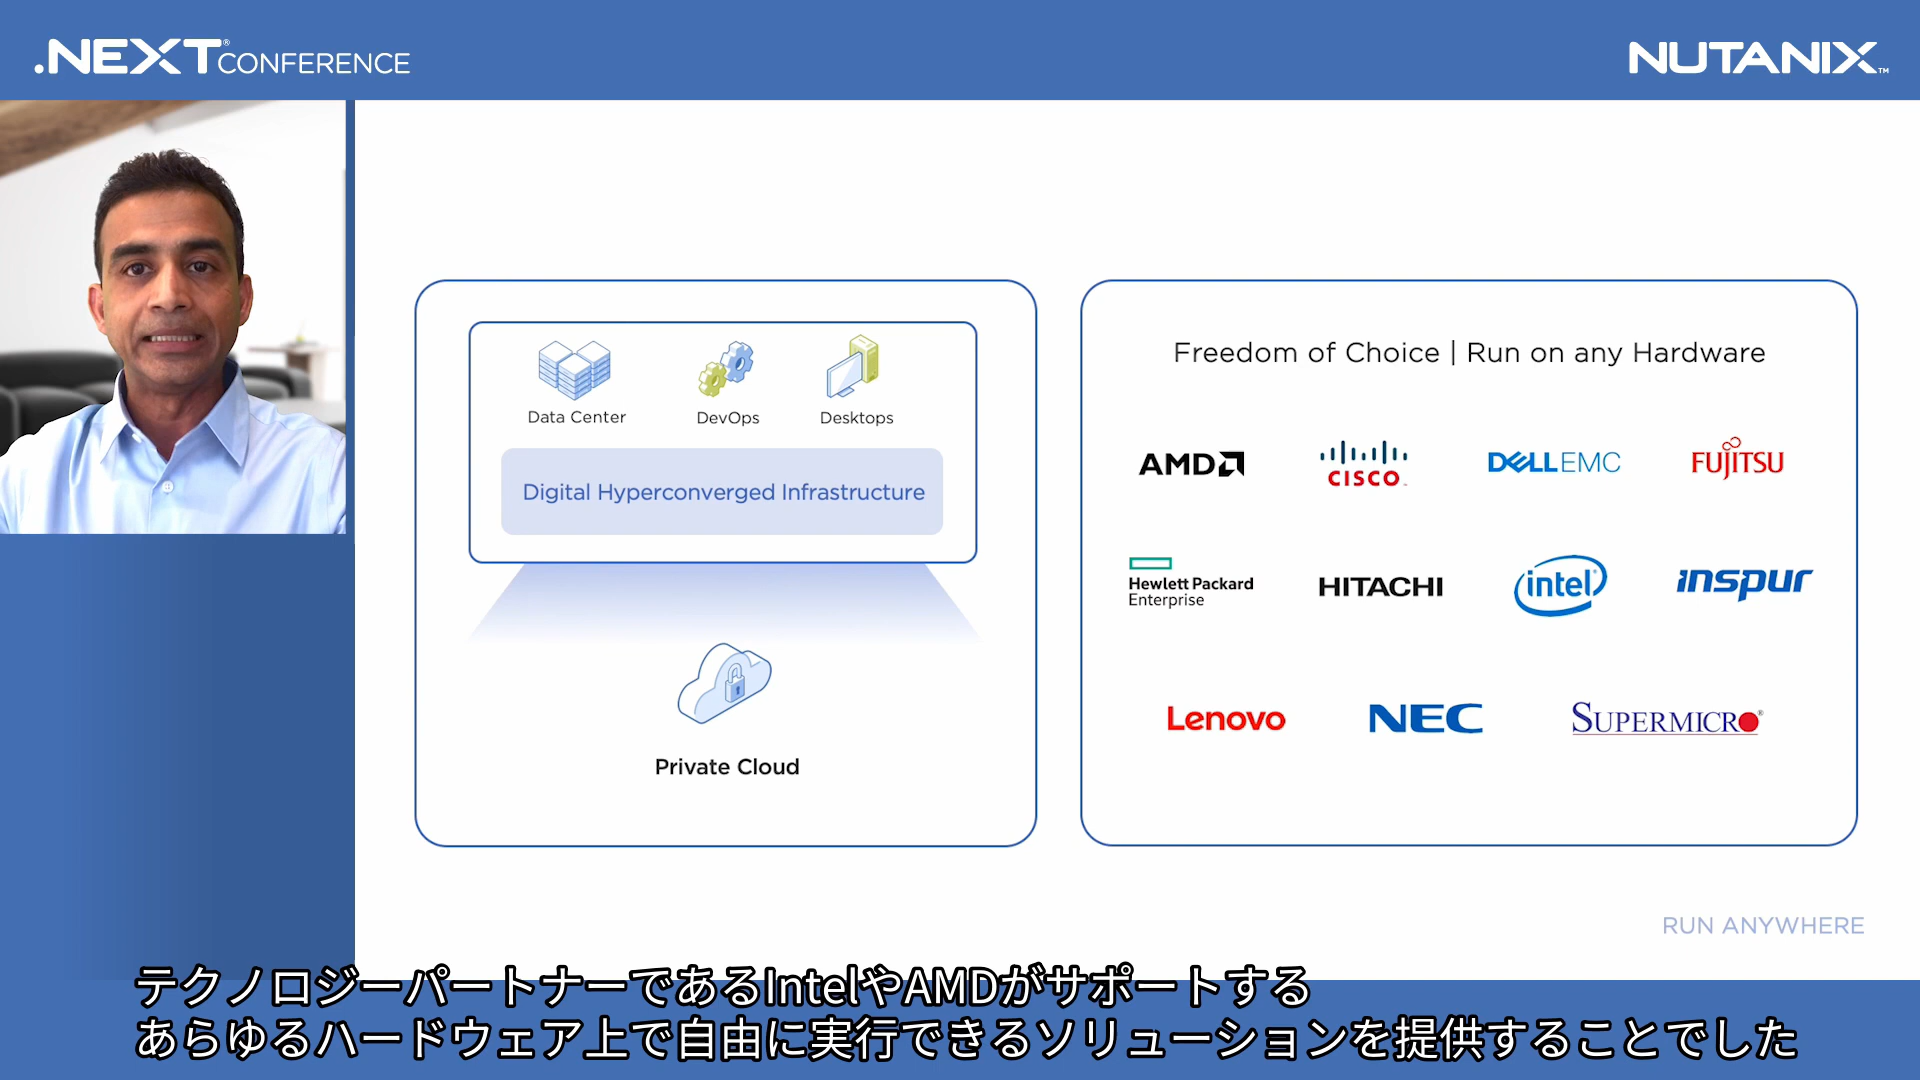 .NEXT® CONFERENCE
NUTANIX™
Data Center
DevOps
Desktops
Digital Hyperconverged Infrastructure
Private Cloud
Freedom of Choice | Run on any Hardware
AMD
CISCO
DELLEMC
FUJITSU
Hewlett Packard
Enterprise
HITACHI
intel
inspur
Lenovo
NEC
SUPERMICRO®
RUN ANYWHERE
テクノロジーパートナーであるIntelやAMDがサポートする
あらゆるハードウェア上で自由に実行できるソリューションを提供することでした